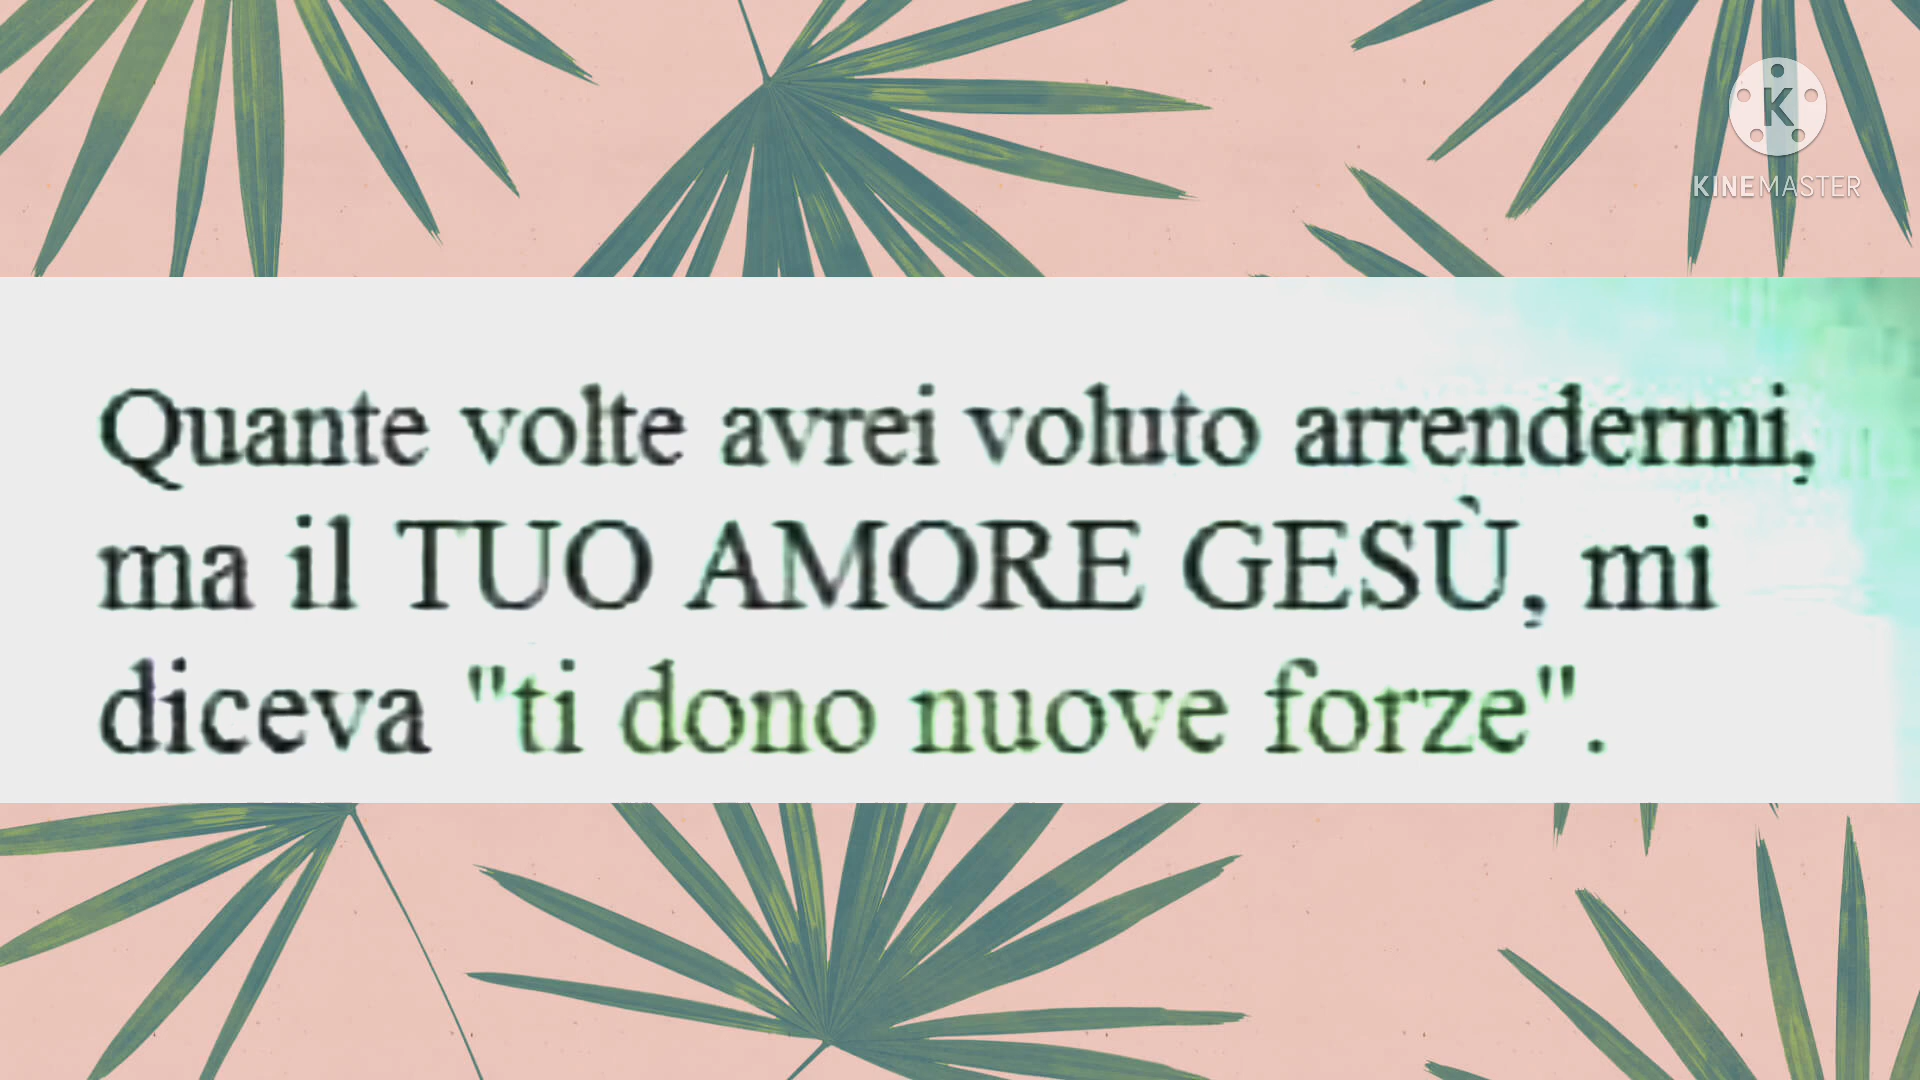 K
KINEMASTER
Quante volte avrei voluto arrendermi,
ma il TUO AMORE GESÙ, mi
diceva "ti dono nuove forze".